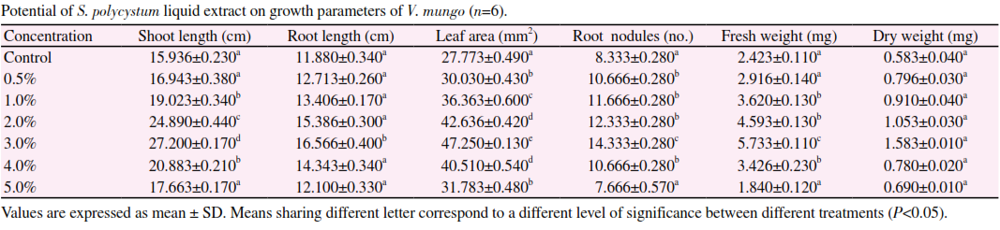 Potential of S. polycystum liquid extract on growth parameters of V. mungo (n=6).
Concentration Shoot length (cm) Root length (cm) Leaf area (mm²) Root nodules (no.) Fresh weight (mg) Dry weight (mg)
Control 15.936±0.230ᵃ 11.880±0.340ᵃ 27.773±0.490ᵃ 8.333±0.280ᵃ 2.423±0.110ᵃ 0.583±0.040ᵃ
0.5% 16.943±0.380ᵃ 12.713±0.260ᵃ 30.030±0.430ᵇ 10.666±0.280ᵇ 2.916±0.140ᵃ 0.796±0.030ᵃ
1.0% 19.023±0.340ᵇ 13.406±0.170ᵃ 36.363±0.600ᶜ 11.666±0.280ᵇ 3.620±0.130ᵇ 0.910±0.040ᵃ
2.0% 24.890±0.440ᶜ 15.386±0.300ᵃ 42.636±0.420ᵈ 12.333±0.280ᵇ 4.593±0.130ᵇ 1.053±0.030ᵃ
3.0% 27.200±0.170ᵈ 16.566±0.400ᵇ 47.250±0.130ᵉ 14.333±0.280ᶜ 5.733±0.110ᶜ 1.583±0.010ᵃ
4.0% 20.883±0.210ᵇ 14.343±0.340ᵃ 40.510±0.540ᵈ 10.666±0.280ᵇ 3.426±0.230ᵇ 0.780±0.020ᵃ
5.0% 17.663±0.170ᵃ 12.100±0.330ᵃ 31.783±0.480ᵇ 7.666±0.570ᵃ 1.840±0.120ᵃ 0.690±0.010ᵃ
Values are expressed as mean ± SD. Means sharing different letter correspond to a different level of significance between different treatments (P<0.05).